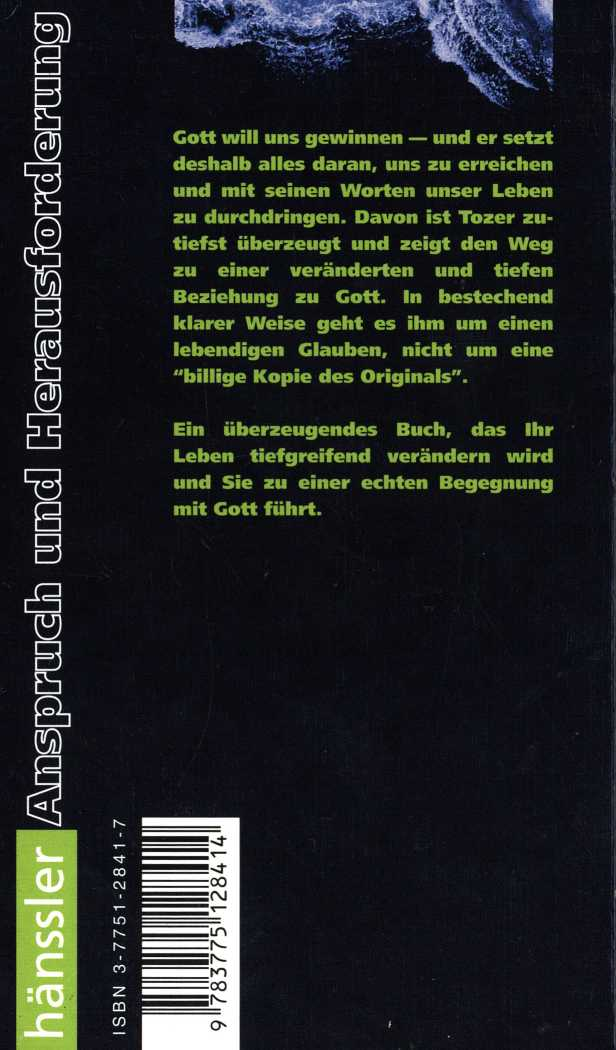 Gott will uns gewinnen — und er setzt
deshalb alles daran, uns zu erreichen
und mit seinen Worten unser Leben
zu durchdringen. Davon ist Tozer zu-
tiefst überzeugt und zeigt den Weg
zu einer veränderten und tiefen
Beziehung zu Gott. In bestechend
klarer Weise geht es ihm um einen
lebendigen Glauben, nicht um eine
“billige Kopie des Originals”.
Ein überzeugendes Buch, das Ihr
Leben tiefgreifend verändern wird
und Sie zu einer echten Begegnung
mit Gott führt.
hänssler
Anspruch und Herausforderung
ISBN 3-7751-2841-7
9 783775 128414